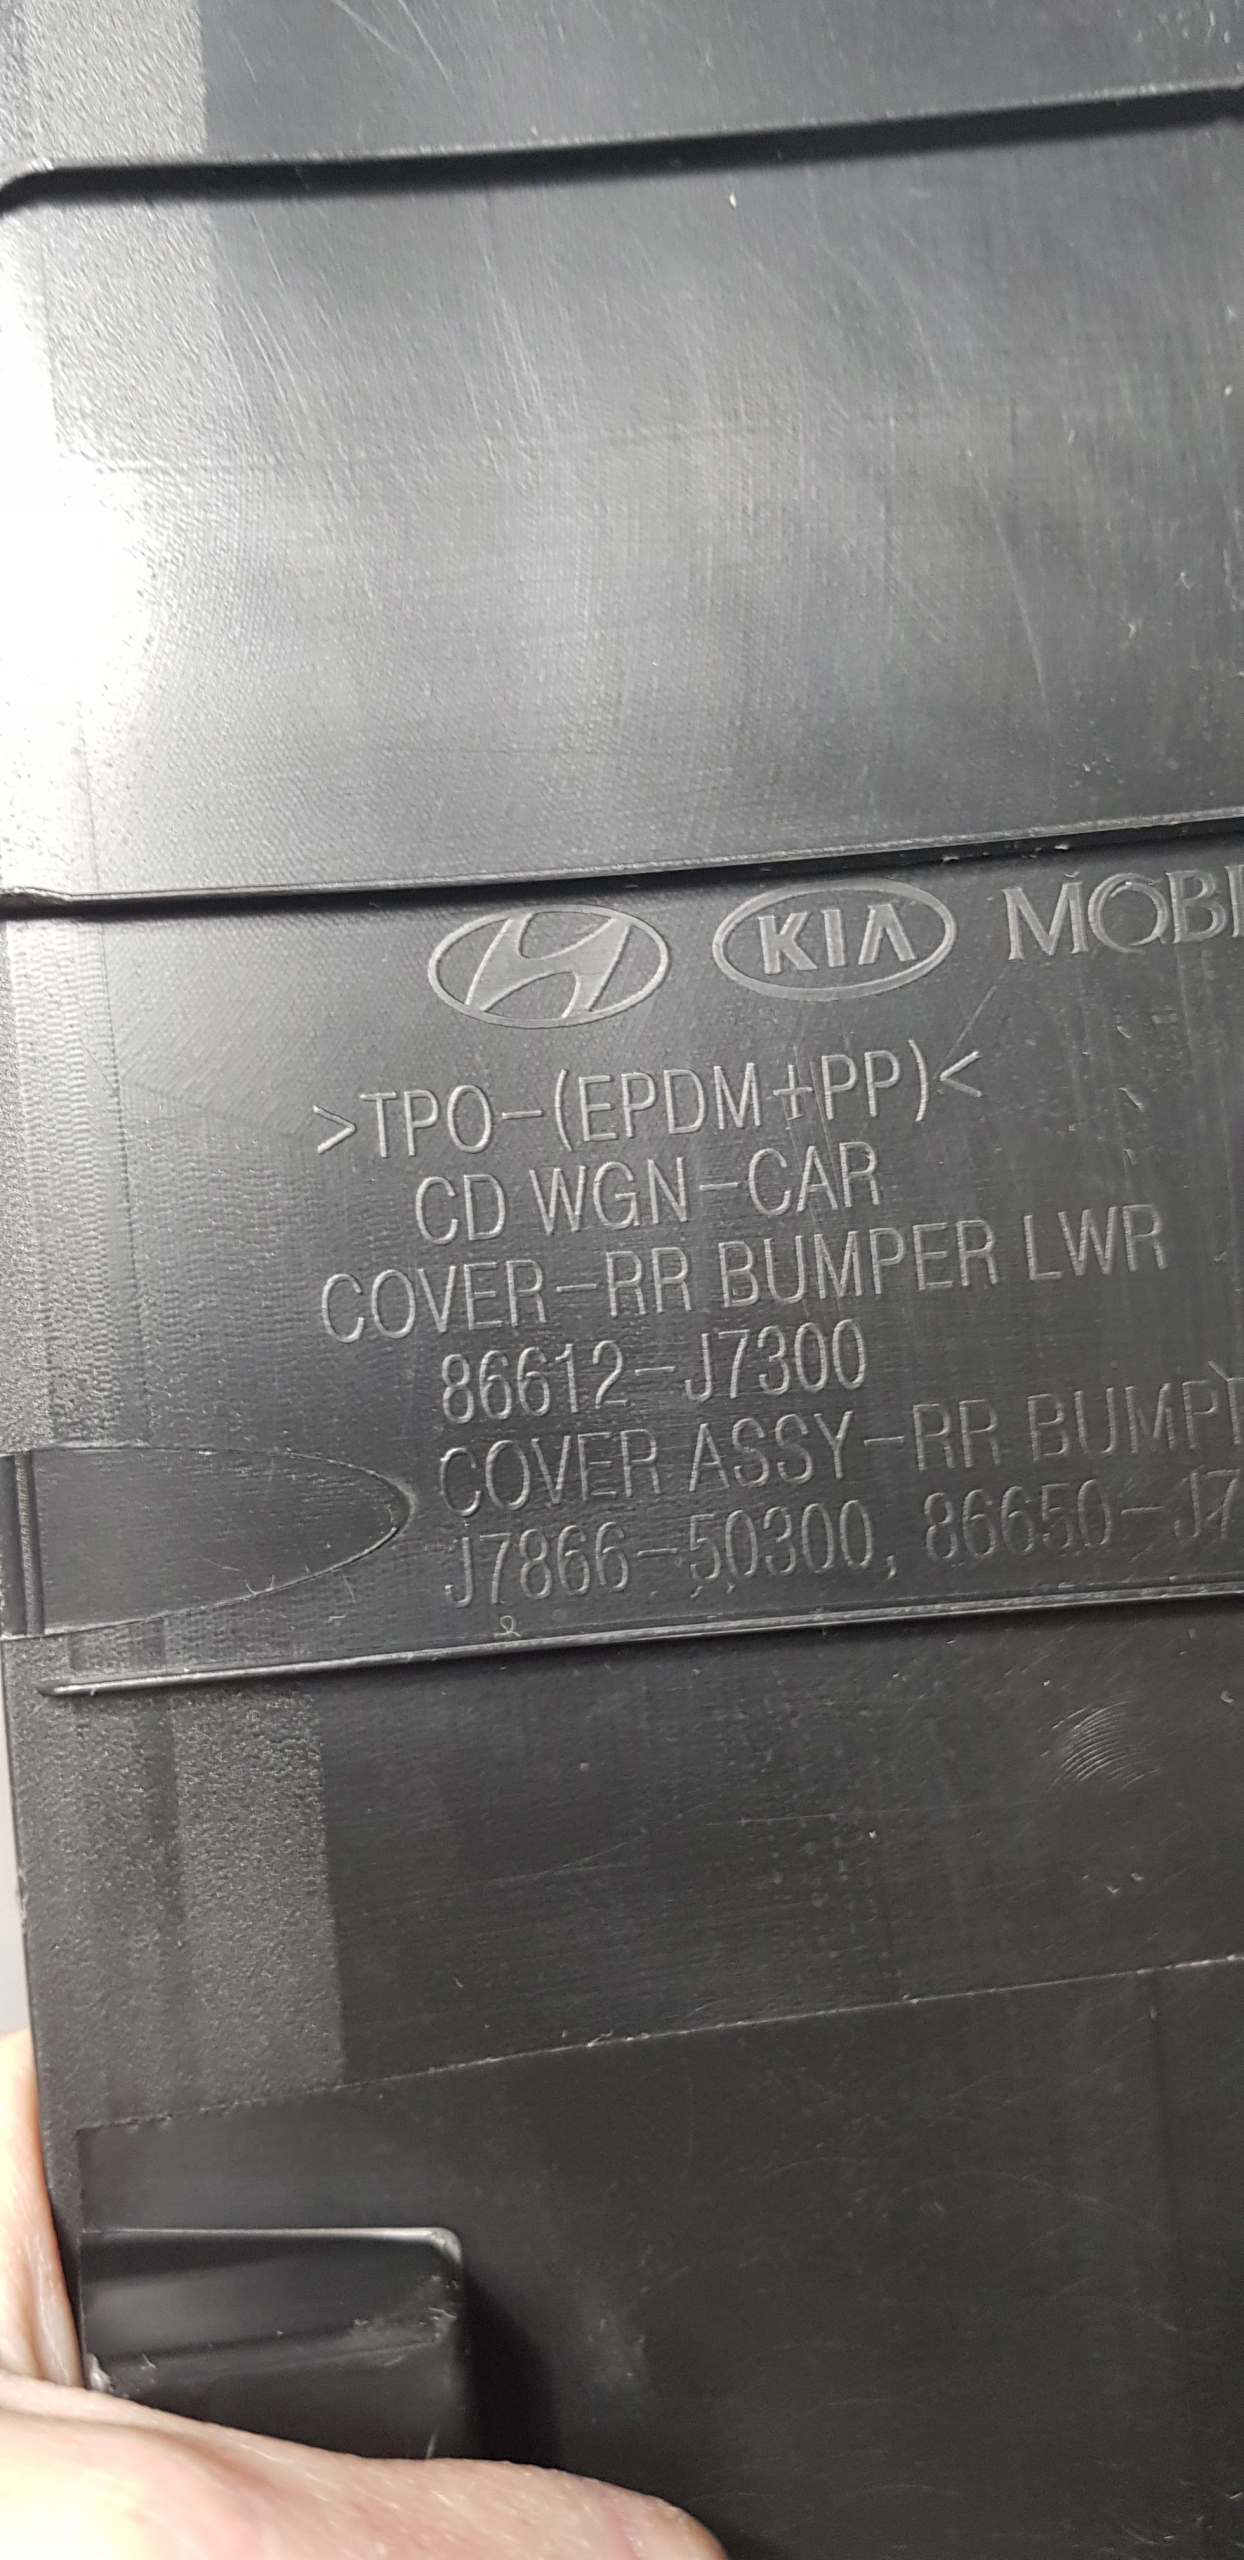 KIA MOBI
>TPO-(EPDM+PP)<
CD WGN-CAR
COVER-RR BUMPER LWR
86612-J7300
COVER ASSY-RR BUMP
J7866-50300, 86650-J7